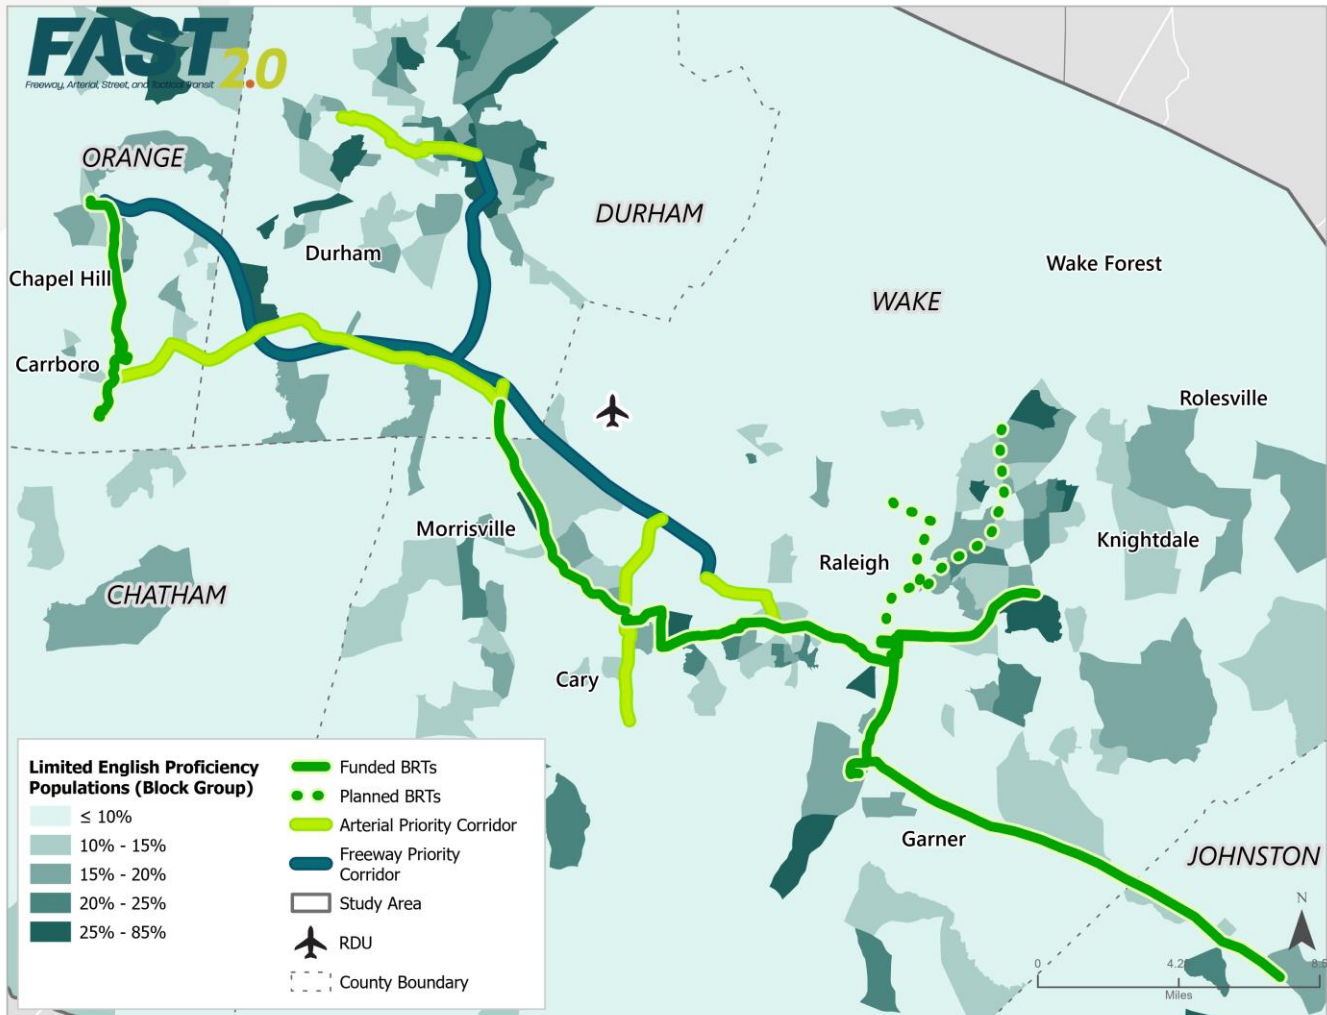 FAST 2.0
Freeway, Arterial, Street, and Tactical Transit
ORANGE
DURHAM
Durham
Chapel Hill
Wake Forest
WAKE
Carrboro
Rolesville
Morrisville
Knightdale
Raleigh
CHATHAM
Cary
Garner
JOHNSTON
Limited English Proficiency
Populations (Block Group)
≤ 10%
10% - 15%
15% - 20%
20% - 25%
25% - 85%
Funded BRTs
Planned BRTs
Arterial Priority Corridor
Freeway Priority
Corridor
Study Area
RDU
County Boundary
N
0
Miles